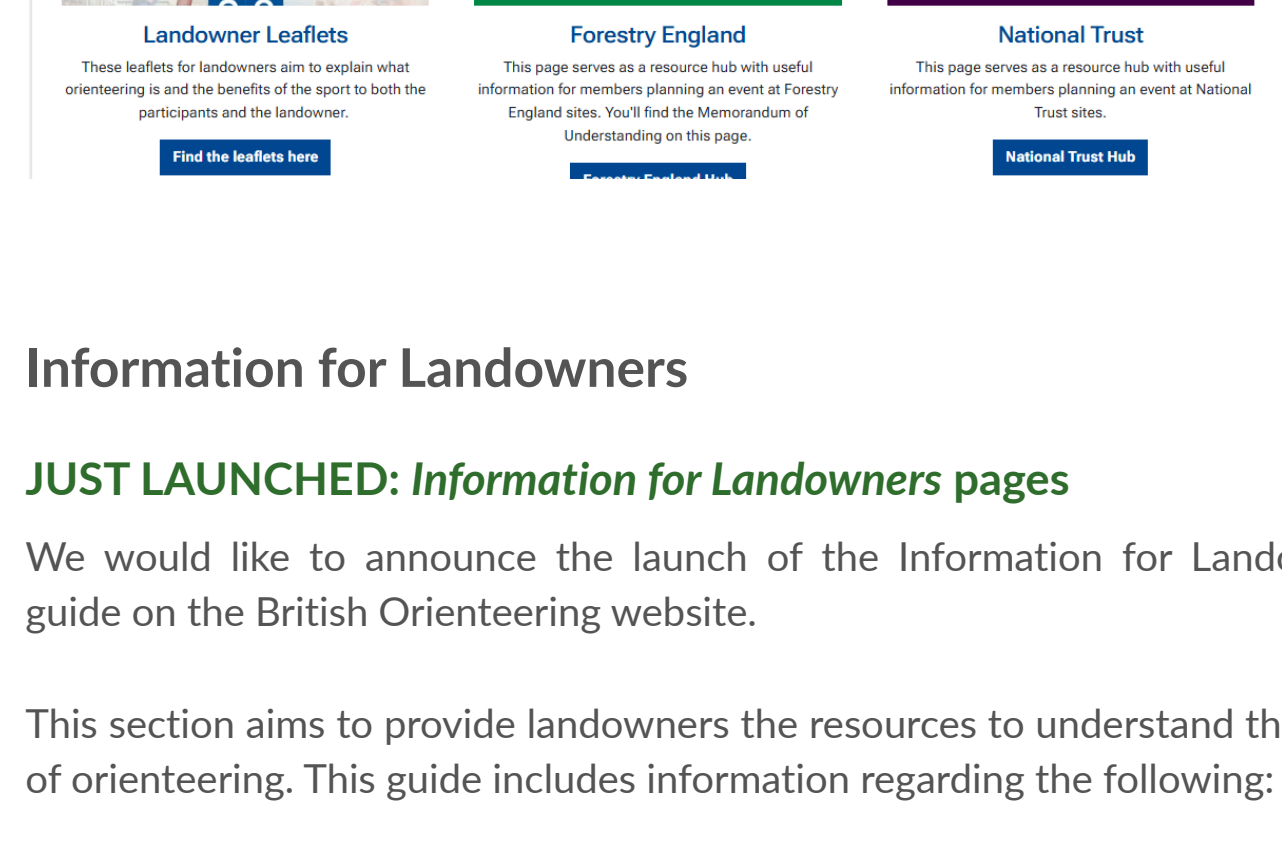 Landowner Leaflets
These leaflets for landowners aim to explain what
orienteering is and the benefits of the sport to both the
participants and the landowner.
Find the leaflets here
Forestry England
This page serves as a resource hub with useful
information for members planning an event at Forestry
England sites. You'll find the Memorandum of
Understanding on this page.
Forestry England Hub
National Trust
This page serves as a resource hub with useful
information for members planning an event at National
Trust sites.
National Trust Hub
Information for Landowners
JUST LAUNCHED: Information for Landowners pages
We would like to announce the launch of the Information for Lando
guide on the British Orienteering website.
This section aims to provide landowners the resources to understand th
of orienteering. This guide includes information regarding the following: